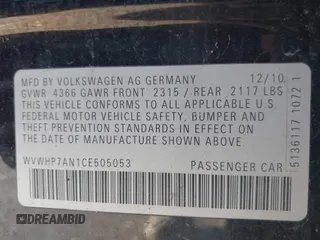 MFD BY VOLKSWAGEN AG GERMANY 12/10
GVWR 4366 GAWR FRONT 2315 / REAR 2117 LBS
THIS VEHICLE CONFORMS TO ALL APPLICABLE U.S.
FEDERAL MOTOR VEHICLE SAFETY, BUMPER AND
THEFT PREVENTION STANDARDS IN EFFECT ON
THE DATE OF MANUFACTURE SHOWN ABOVE.
WVWHP7AN1CE505053 PASSENGER CAR
5136117 1072 1